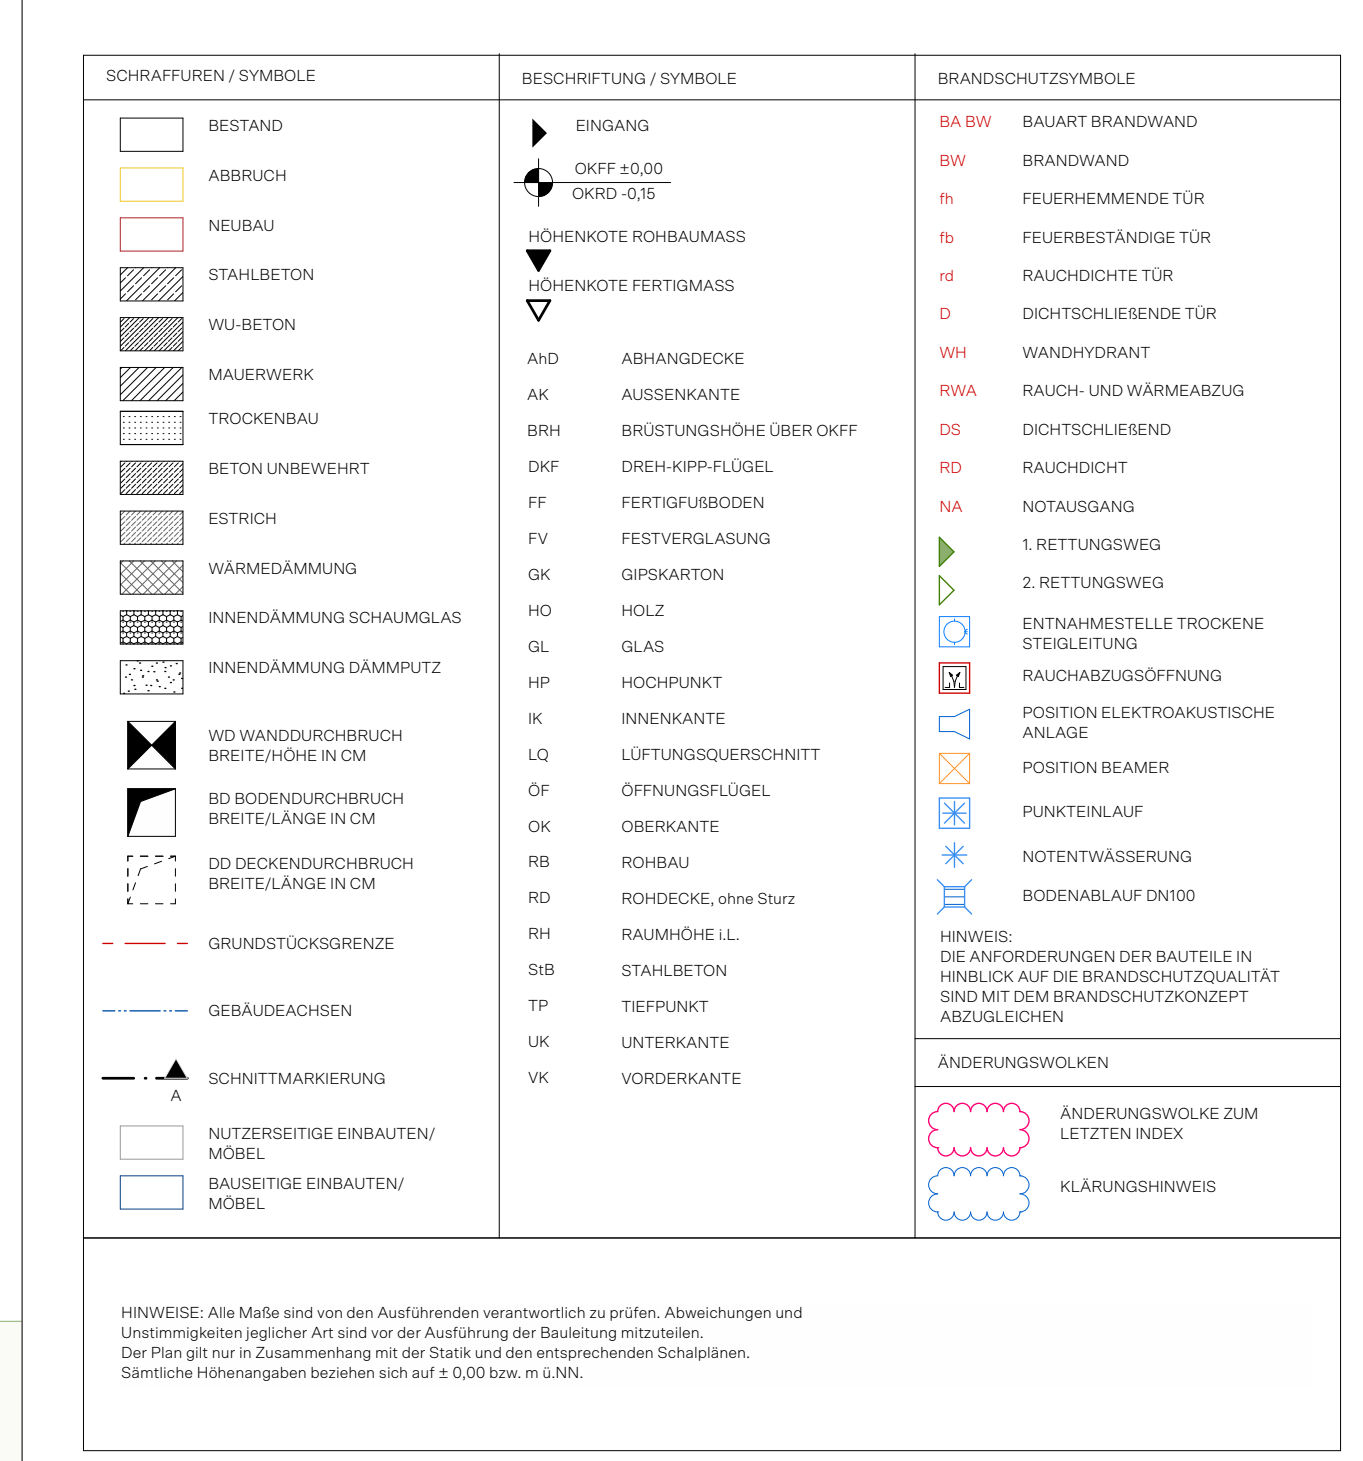 SCHRAFFUREN / SYMBOLE
BESTAND
ABBRUCH
NEUBAU
STAHLBETON
WU-BETON
MAUERWERK
TROCKENBAU
BETON UNBEWEHRT
ESTRICH
WÄRMEDÄMMUNG
INNENDÄMMUNG SCHAUMGLAS
INNENDÄMMUNG DÄMMPUTZ
WD WANDDURCHBRUCH
BREITE/HÖHE IN CM
BD BODENDURCHBRUCH
BREITE/LÄNGE IN CM
DD DECKENDURCHBRUCH
BREITE/LÄNGE IN CM
GRUNDSTÜCKSGRENZE
GEBÄUDEACHSEN
SCHNITTMARKIERUNG
A
NUTZERSEITIGE EINBAUTEN/
MÖBEL
BAUSEITIGE EINBAUTEN/
MÖBEL
BESCHRIFTUNG / SYMBOLE
EINGANG
OKFF ±0,00
OKRD -0,15
HÖHENKOTE ROHBAUMASS
HÖHENKOTE FERTIGMASS
AhD ABHANGDECKE
AK AUSSENKANTE
BRH BRÜSTUNGSHÖHE ÜBER OKFF
DKF DREH-KIPP-FLÜGEL
FF FERTIGFUßBODEN
FV FESTVERGLASUNG
GK GIPSKARTON
HO HOLZ
GL GLAS
HP HOCHPUNKT
IK INNENKANTE
LQ LÜFTUNGSQUERSCHNITT
ÖF ÖFFNUNGSFLÜGEL
OK OBERKANTE
RB ROHBAU
RD ROHDECKE, ohne Sturz
RH RAUMHÖHE i.L.
StB STAHLBETON
TP TIEFPUNKT
UK UNTERKANTE
VK VORDERKANTE
BRANDSCHUTZSYMBOLE
BA BW BAUART BRANDWAND
BW BRANDWAND
fh FEUERHEMMENDE TÜR
fb FEUERBESTÄNDIGE TÜR
rd RAUCHDICHTE TÜR
D DICHTSCHLIEßENDE TÜR
WH WANDHYDRANT
RWA RAUCH- UND WÄRMEABZUG
DS DICHTSCHLIEßEND
RD RAUCHDICHT
NA NOTAUSGANG
1. RETTUNGSWEG
2. RETTUNGSWEG
ENTNAHMESTELLE TROCKENE
STEIGLEITUNG
RAUCHABZUGSÖFFNUNG
POSITION ELEKTROAKUSTISCHE
ANLAGE
POSITION BEAMER
PUNKTEINLAUF
NOTENTWÄSSERUNG
BODENABLAUF DN100
HINWEIS:
DIE ANFORDERUNGEN DER BAUTEILE IN
HINBLICK AUF DIE BRANDSCHUTZQUALITÄT
SIND MIT DEM BRANDSCHUTZKONZEPT
ABZUGLEICHEN
ÄNDERUNGSWOLKEN
ÄNDERUNGSWOLKE ZUM
LETZTEN INDEX
KLÄRUNGSHINWEIS
HINWEISE: Alle Maße sind von den Ausführenden verantwortlich zu prüfen. Abweichungen und
Unstimmigkeiten jeglicher Art sind vor der Ausführung der Bauleitung mitzuteilen.
Der Plan gilt nur in Zusammenhang mit der Statik und den entsprechenden Schalplänen.
Sämtliche Höhenangaben beziehen sich auf ± 0,00 bzw. m ü.NN.